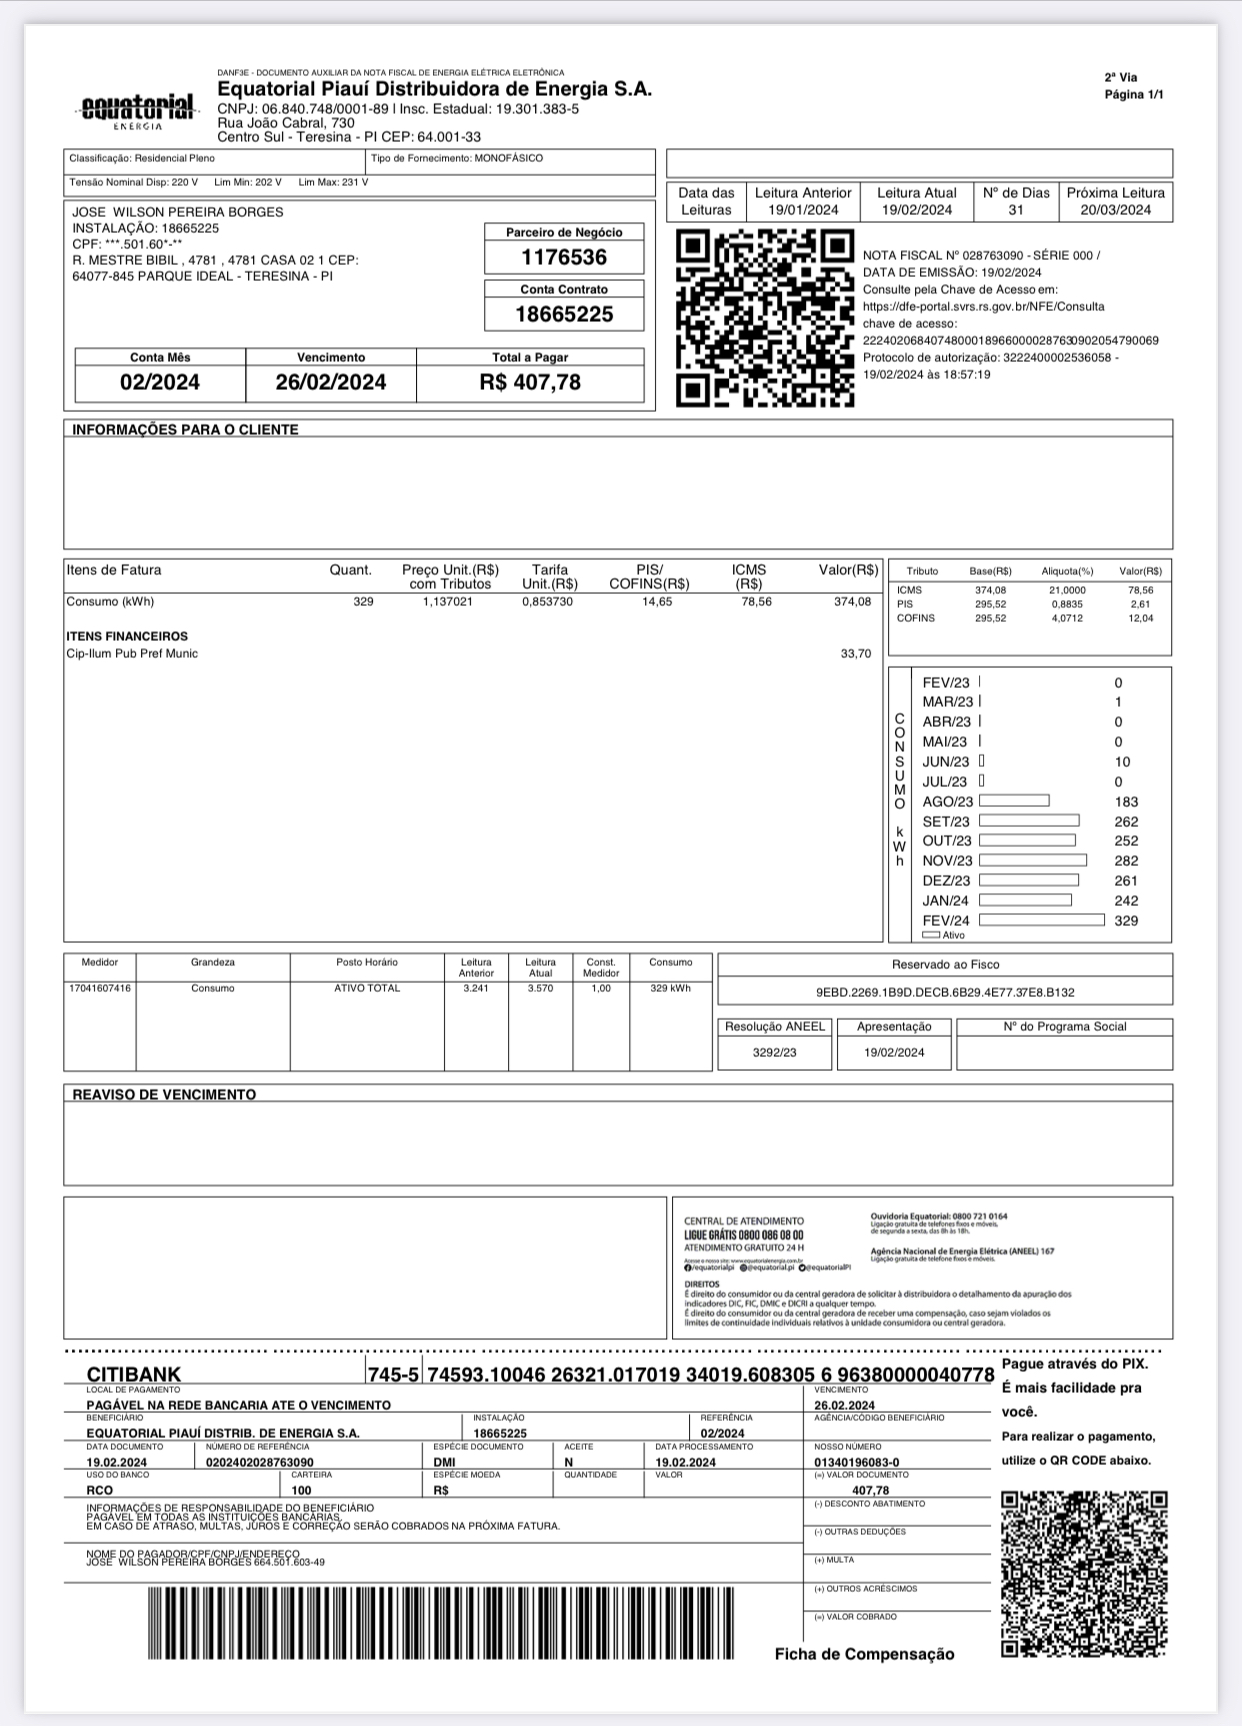 DANF3E - DOCUMENTO AUXILIAR DA NOTA FISCAL DE ENERGIA ELÉTRICA ELETRÔNICA
Equatorial Piauí Distribuidora de Energia S.A.
CNPJ: 06.840.748/0001-89 | Insc. Estadual: 19.301.383-5
Rua João Cabral, 730
Centro Sul - Teresina - PI CEP: 64.001-33
equatorial
ENERGIA
2ª Via
Página 1/1
Classificação: Residencial Pleno
Tipo de Fornecimento: MONOFÁSICO
Tensão Nominal Disp: 220 V Lim Min: 202 V Lim Max: 231 V
Data das Leituras
Leitura Anterior 19/01/2024
Leitura Atual 19/02/2024
Nº de Dias 31
Próxima Leitura 20/03/2024
JOSE WILSON PEREIRA BORGES
INSTALAÇÃO: 18665225
CPF: ***.501.60*-**
R. MESTRE BIBIL , 4781 , 4781 CASA 02 1 CEP:
64077-845 PARQUE IDEAL - TERESINA - PI
Parceiro de Negócio
1176536
Conta Contrato
18665225
Conta Mês
02/2024
Vencimento
26/02/2024
Total a Pagar
R$ 407,78
NOTA FISCAL Nº 028763090 - SÉRIE 000 /
DATA DE EMISSÃO: 19/02/2024
Consulte pela Chave de Acesso em:
https://dfe-portal.svrs.rs.gov.br/NFE/Consulta
chave de acesso:
22240206840748000189660000287630902054790069
Protocolo de autorização: 3222400002536058 -
19/02/2024 às 18:57:19
INFORMAÇÕES PARA O CLIENTE
Itens de Fatura Quant. Preço Unit.(R$) com Tributos Tarifa Unit.(R$) PIS/ COFINS(R$) ICMS (R$) Valor(R$)
Consumo (kWh) 329 1,137021 0,853730 14,65 78,56 374,08
ITENS FINANCEIROS
Cip-Ilum Pub Pref Munic 33,70
Tributo Base(R$) Aliquota(%) Valor(R$)
ICMS 374,08 21,0000 78,56
PIS 295,52 0,8835 2,61
COFINS 295,52 4,0712 12,04
CONSUMO kWh
FEV/23 0
MAR/23 1
ABR/23 0
MAI/23 0
JUN/23 10
JUL/23 0
AGO/23 183
SET/23 262
OUT/23 252
NOV/23 282
DEZ/23 261
JAN/24 242
FEV/24 329
Ativo
Medidor Grandeza Posto Horário Leitura Anterior Leitura Atual Const. Medidor Consumo
17041607416 Consumo ATIVO TOTAL 3.241 3.570 1,00 329 kWh
Reservado ao Fisco
9EBD.2269.1B9D.DECB.6B29.4E77.37E8.B132
Resolução ANEEL
3292/23
Apresentação
19/02/2024
Nº do Programa Social
REAVISO DE VENCIMENTO
CENTRAL DE ATENDIMENTO
LIGUE GRÁTIS 0800 086 08 00
ATENDIMENTO GRATUITO 24 H
Acesse o nosso site: www.equatorialenergia.com.br
/equatorialpi @equatorial.pi @equatorialPI
Ouvidoria Equatorial: 0800 721 0164
Ligação gratuita de telefones fixos e móveis,
de segunda a sexta, das 8h às 18h.
Agência Nacional de Energia Elétrica (ANEEL) 167
Ligação gratuita de telefone fixos e móveis.
DIREITOS
É direito do consumidor ou da central geradora de solicitar à distribuidora o detalhamento da apuração dos
indicadores DIC, FIC, DMIC e DICRI a qualquer tempo.
É direito do consumidor ou da central geradora de receber uma compensação, caso sejam violados os
limites de continuidade individuais relativos à unidade consumidora ou central geradora.
CITIBANK 745-5 74593.10046 26321.017019 34019.608305 6 96380000040778
LOCAL DE PAGAMENTO
PAGÁVEL NA REDE BANCARIA ATE O VENCIMENTO
VENCIMENTO
26.02.2024
BENEFICIÁRIO
EQUATORIAL PIAUÍ DISTRIB. DE ENERGIA S.A.
INSTALAÇÃO
18665225
REFERÊNCIA
02/2024
AGÊNCIA/CÓDIGO BENEFICIÁRIO
DATA DOCUMENTO
19.02.2024
NÚMERO DE REFERÊNCIA
0202402028763090
ESPÉCIE DOCUMENTO
DMI
ACEITE
N
DATA PROCESSAMENTO
19.02.2024
NOSSO NÚMERO
01340196083-0
USO DO BANCO
RCO
CARTEIRA
100
ESPÉCIE MOEDA
R$
QUANTIDADE
VALOR
(=) VALOR DOCUMENTO
407,78
INFORMAÇÕES DE RESPONSABILIDADE DO BENEFICIÁRIO
PAGÁVEL EM TODAS AS INSTITUIÇÕES BANCÁRIAS.
EM CASO DE ATRASO, MULTAS, JUROS E CORREÇÃO SERÃO COBRADOS NA PRÓXIMA FATURA.
(-) DESCONTO ABATIMENTO
(-) OUTRAS DEDUÇÕES
NOME DO PAGADOR/CPF/CNPJ/ENDEREÇO
JOSE WILSON PEREIRA BORGES 664.501.603-49
(+) MULTA
(+) OUTROS ACRÉSCIMOS
(=) VALOR COBRADO
Ficha de Compensação
Pague através do PIX.
É mais facilidade pra
você.
Para realizar o pagamento,
utilize o QR CODE abaixo.